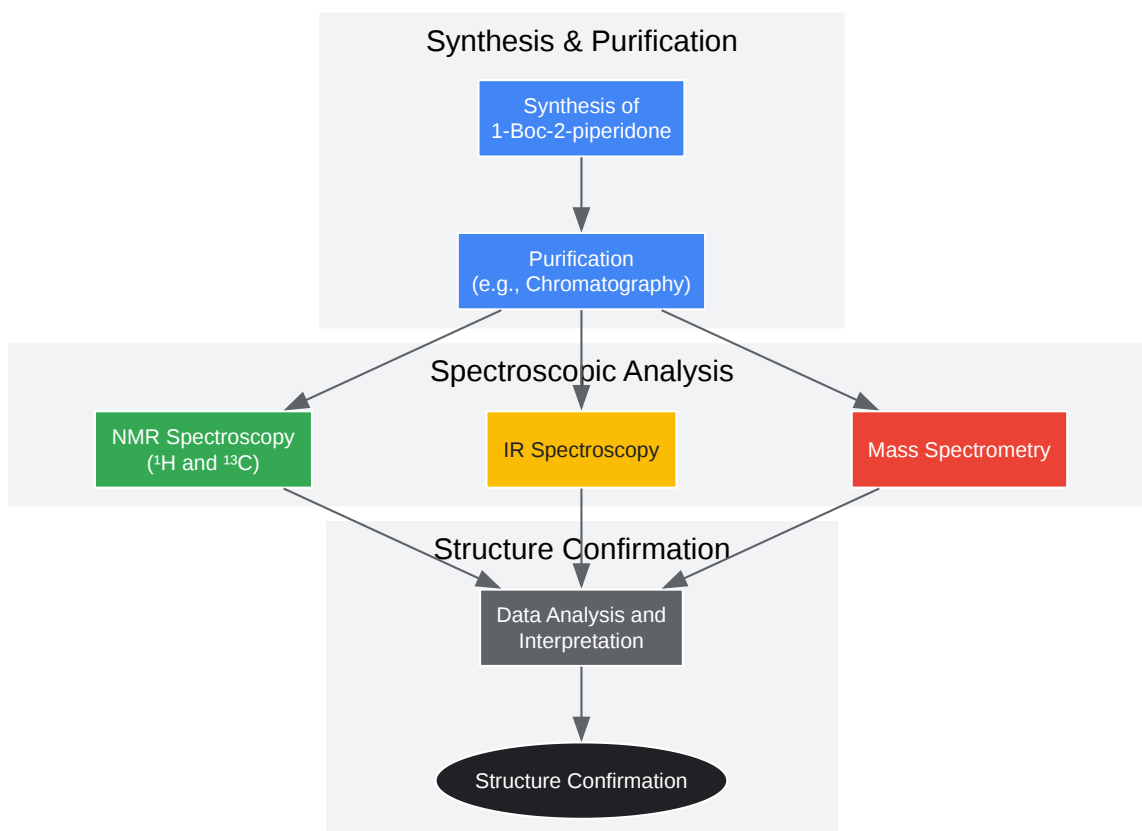 Synthesis & Purification
Synthesis of
1-Boc-2-piperidone
Purification
(e.g., Chromatography)
Spectroscopic Analysis
NMR Spectroscopy
(¹H and ¹³C)
IR Spectroscopy
Mass Spectrometry
Structure Confirmation
Data Analysis and
Interpretation
Structure Confirmation